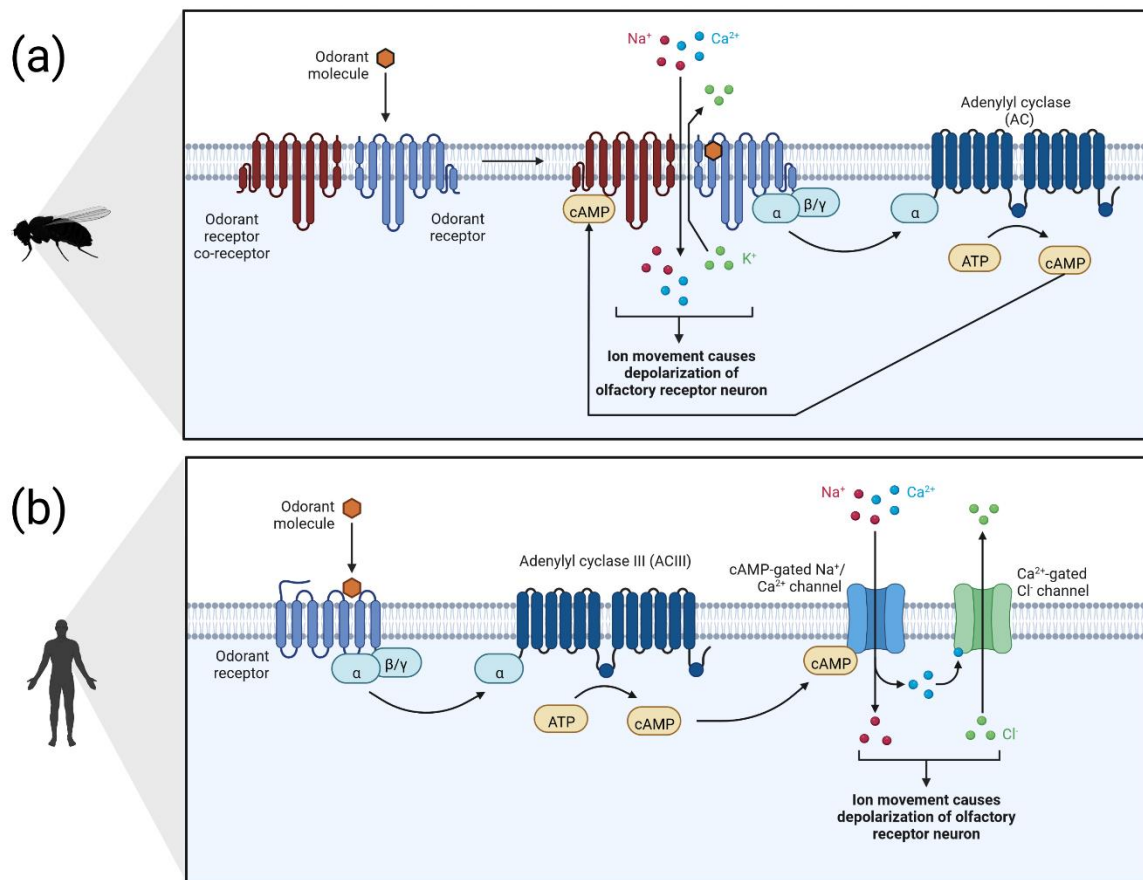 (a)
Odorant
molecule
Odorant
receptor
co-receptor
Odorant
receptor
Na⁺
Ca²⁺
cAMP
α
β/γ
K⁺
Ion movement causes
depolarization of
olfactory receptor neuron
Adenylyl cyclase
(AC)
α
ATP
cAMP
(b)
Odorant
molecule
Odorant
receptor
α
β/γ
Adenylyl cyclase III (ACIII)
α
ATP
cAMP
Na⁺
Ca²⁺
cAMP-gated Na⁺/
Ca²⁺ channel
Ca²⁺-gated
Cl⁻ channel
cAMP
Cl⁻
Ion movement causes
depolarization of olfactory
receptor neuron